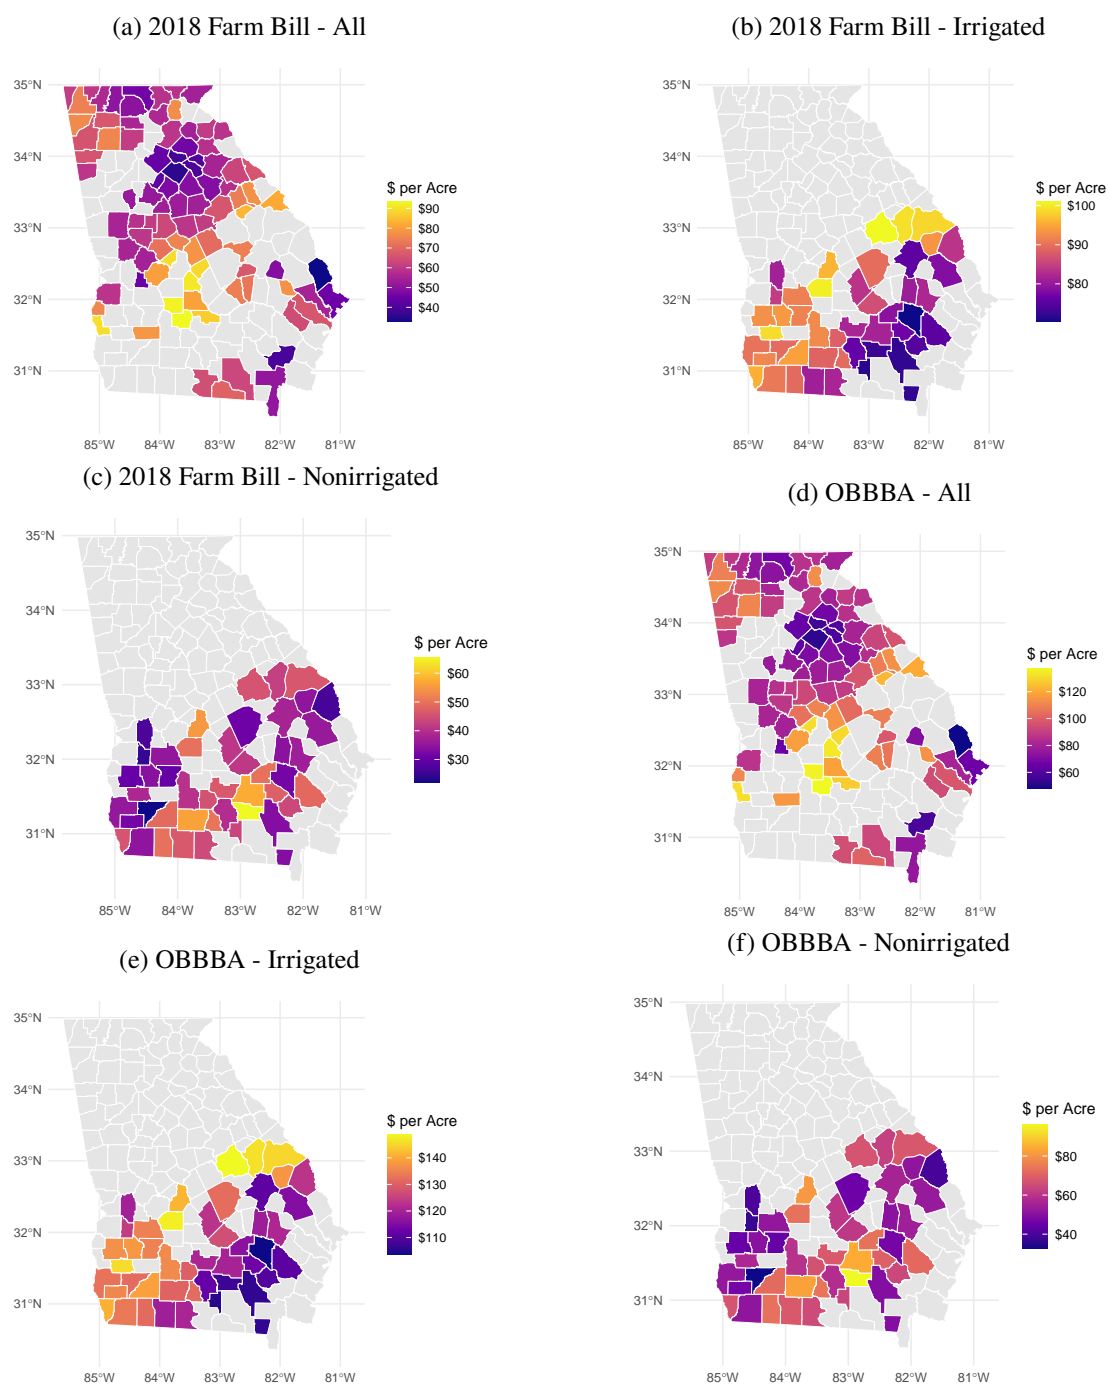 (a) 2018 Farm Bill - All
35°N
34°N
33°N
32°N
31°N
85°W 84°W 83°W 82°W 81°W
$ per Acre
$90
$80
$70
$60
$50
$40
(b) 2018 Farm Bill - Irrigated
35°N
34°N
33°N
32°N
31°N
85°W 84°W 83°W 82°W 81°W
$ per Acre
$100
$90
$80
(c) 2018 Farm Bill - Nonirrigated
35°N
34°N
33°N
32°N
31°N
85°W 84°W 83°W 82°W 81°W
$ per Acre
$60
$50
$40
$30
(d) OBBBA - All
35°N
34°N
33°N
32°N
31°N
85°W 84°W 83°W 82°W 81°W
$ per Acre
$120
$100
$80
$60
(e) OBBBA - Irrigated
35°N
34°N
33°N
32°N
31°N
85°W 84°W 83°W 82°W 81°W
$ per Acre
$140
$130
$120
$110
(f) OBBBA - Nonirrigated
35°N
34°N
33°N
32°N
31°N
85°W 84°W 83°W 82°W 81°W
$ per Acre
$80
$60
$40